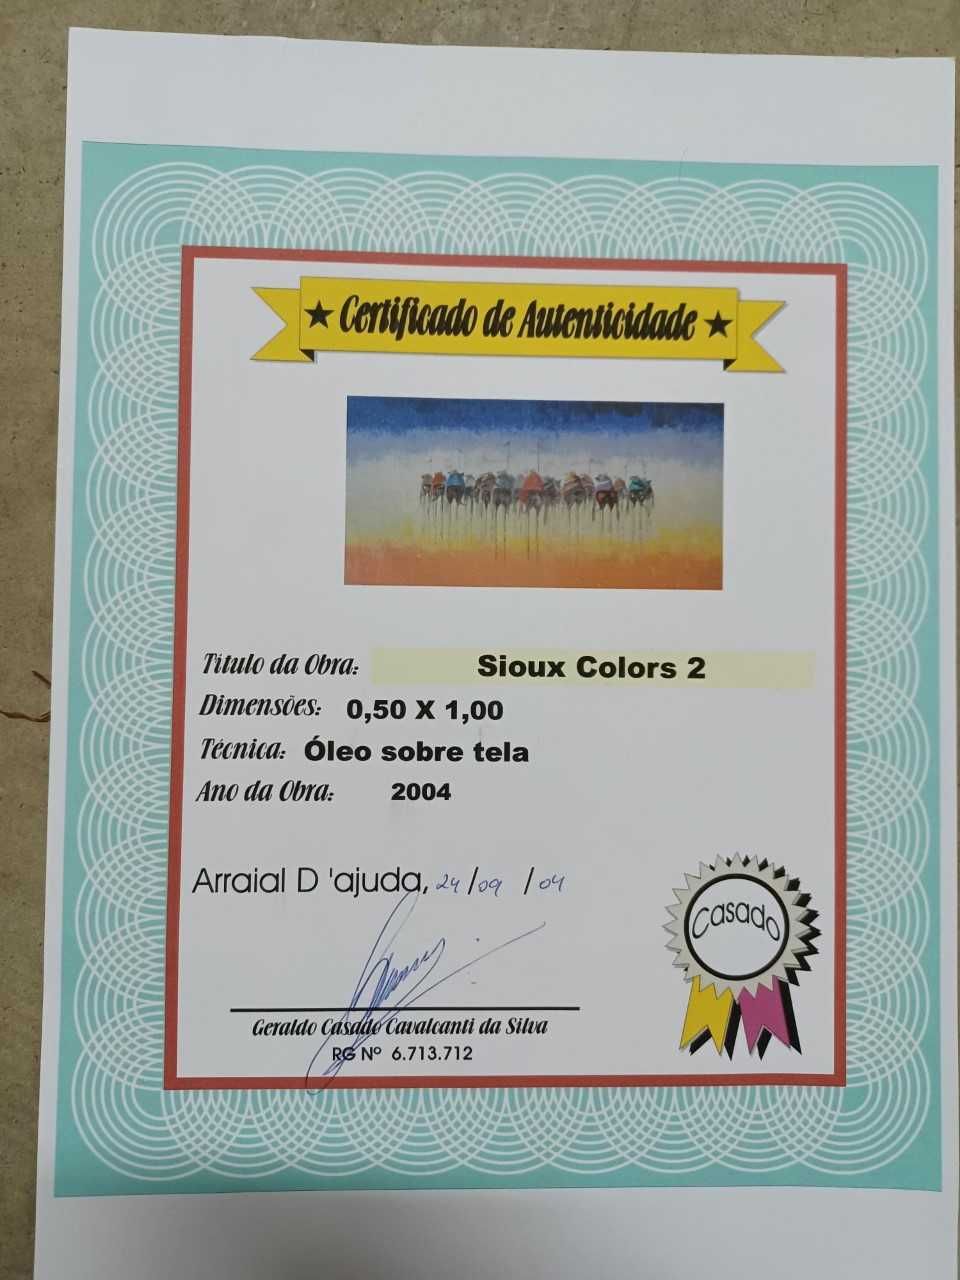 ★ Certificado de Autenticidade ★
Título da Obra: Sioux Colors 2
Dimensões: 0,50 X 1,00
Técnica: Óleo sobre tela
Ano da Obra: 2004
Arraial D 'ajuda, 24/09/04
Casado
Geraldo Casado Cavalcanti da Silva
RG Nº 6.713.712